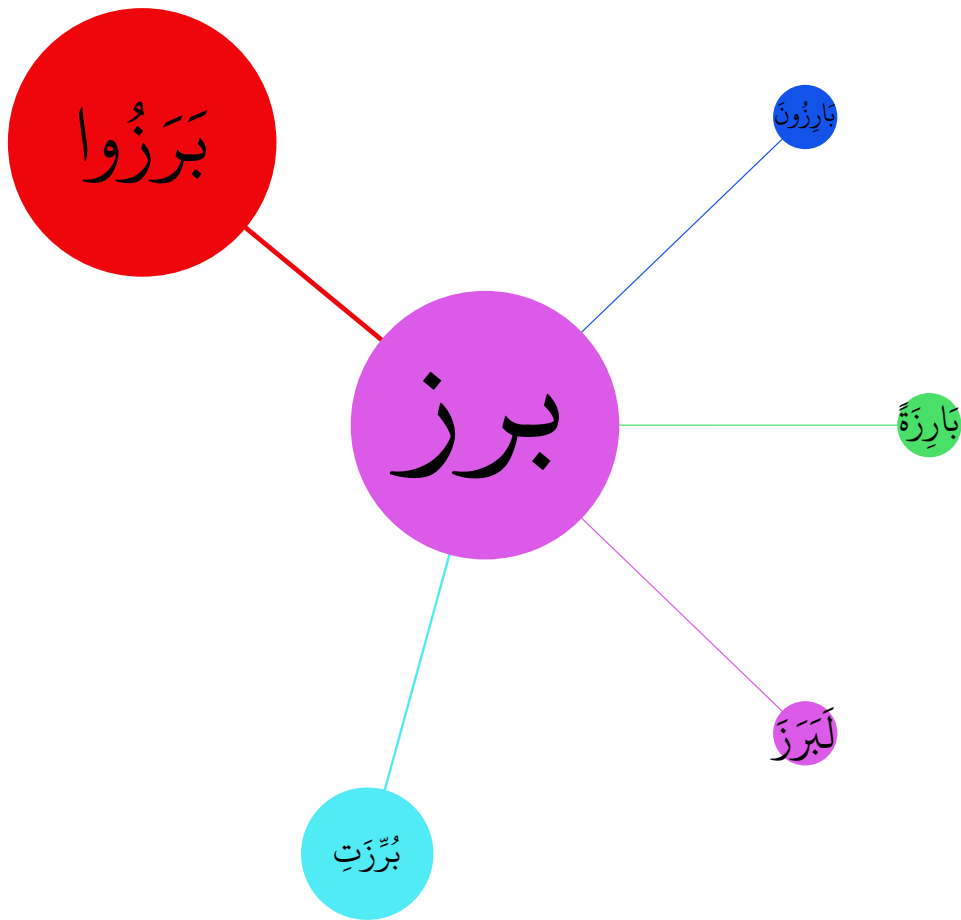 بَرَزُوا
بَارِزُونَ
برز
بَارِزَةً
لَبَرَزَ
بُرِّزَتِ